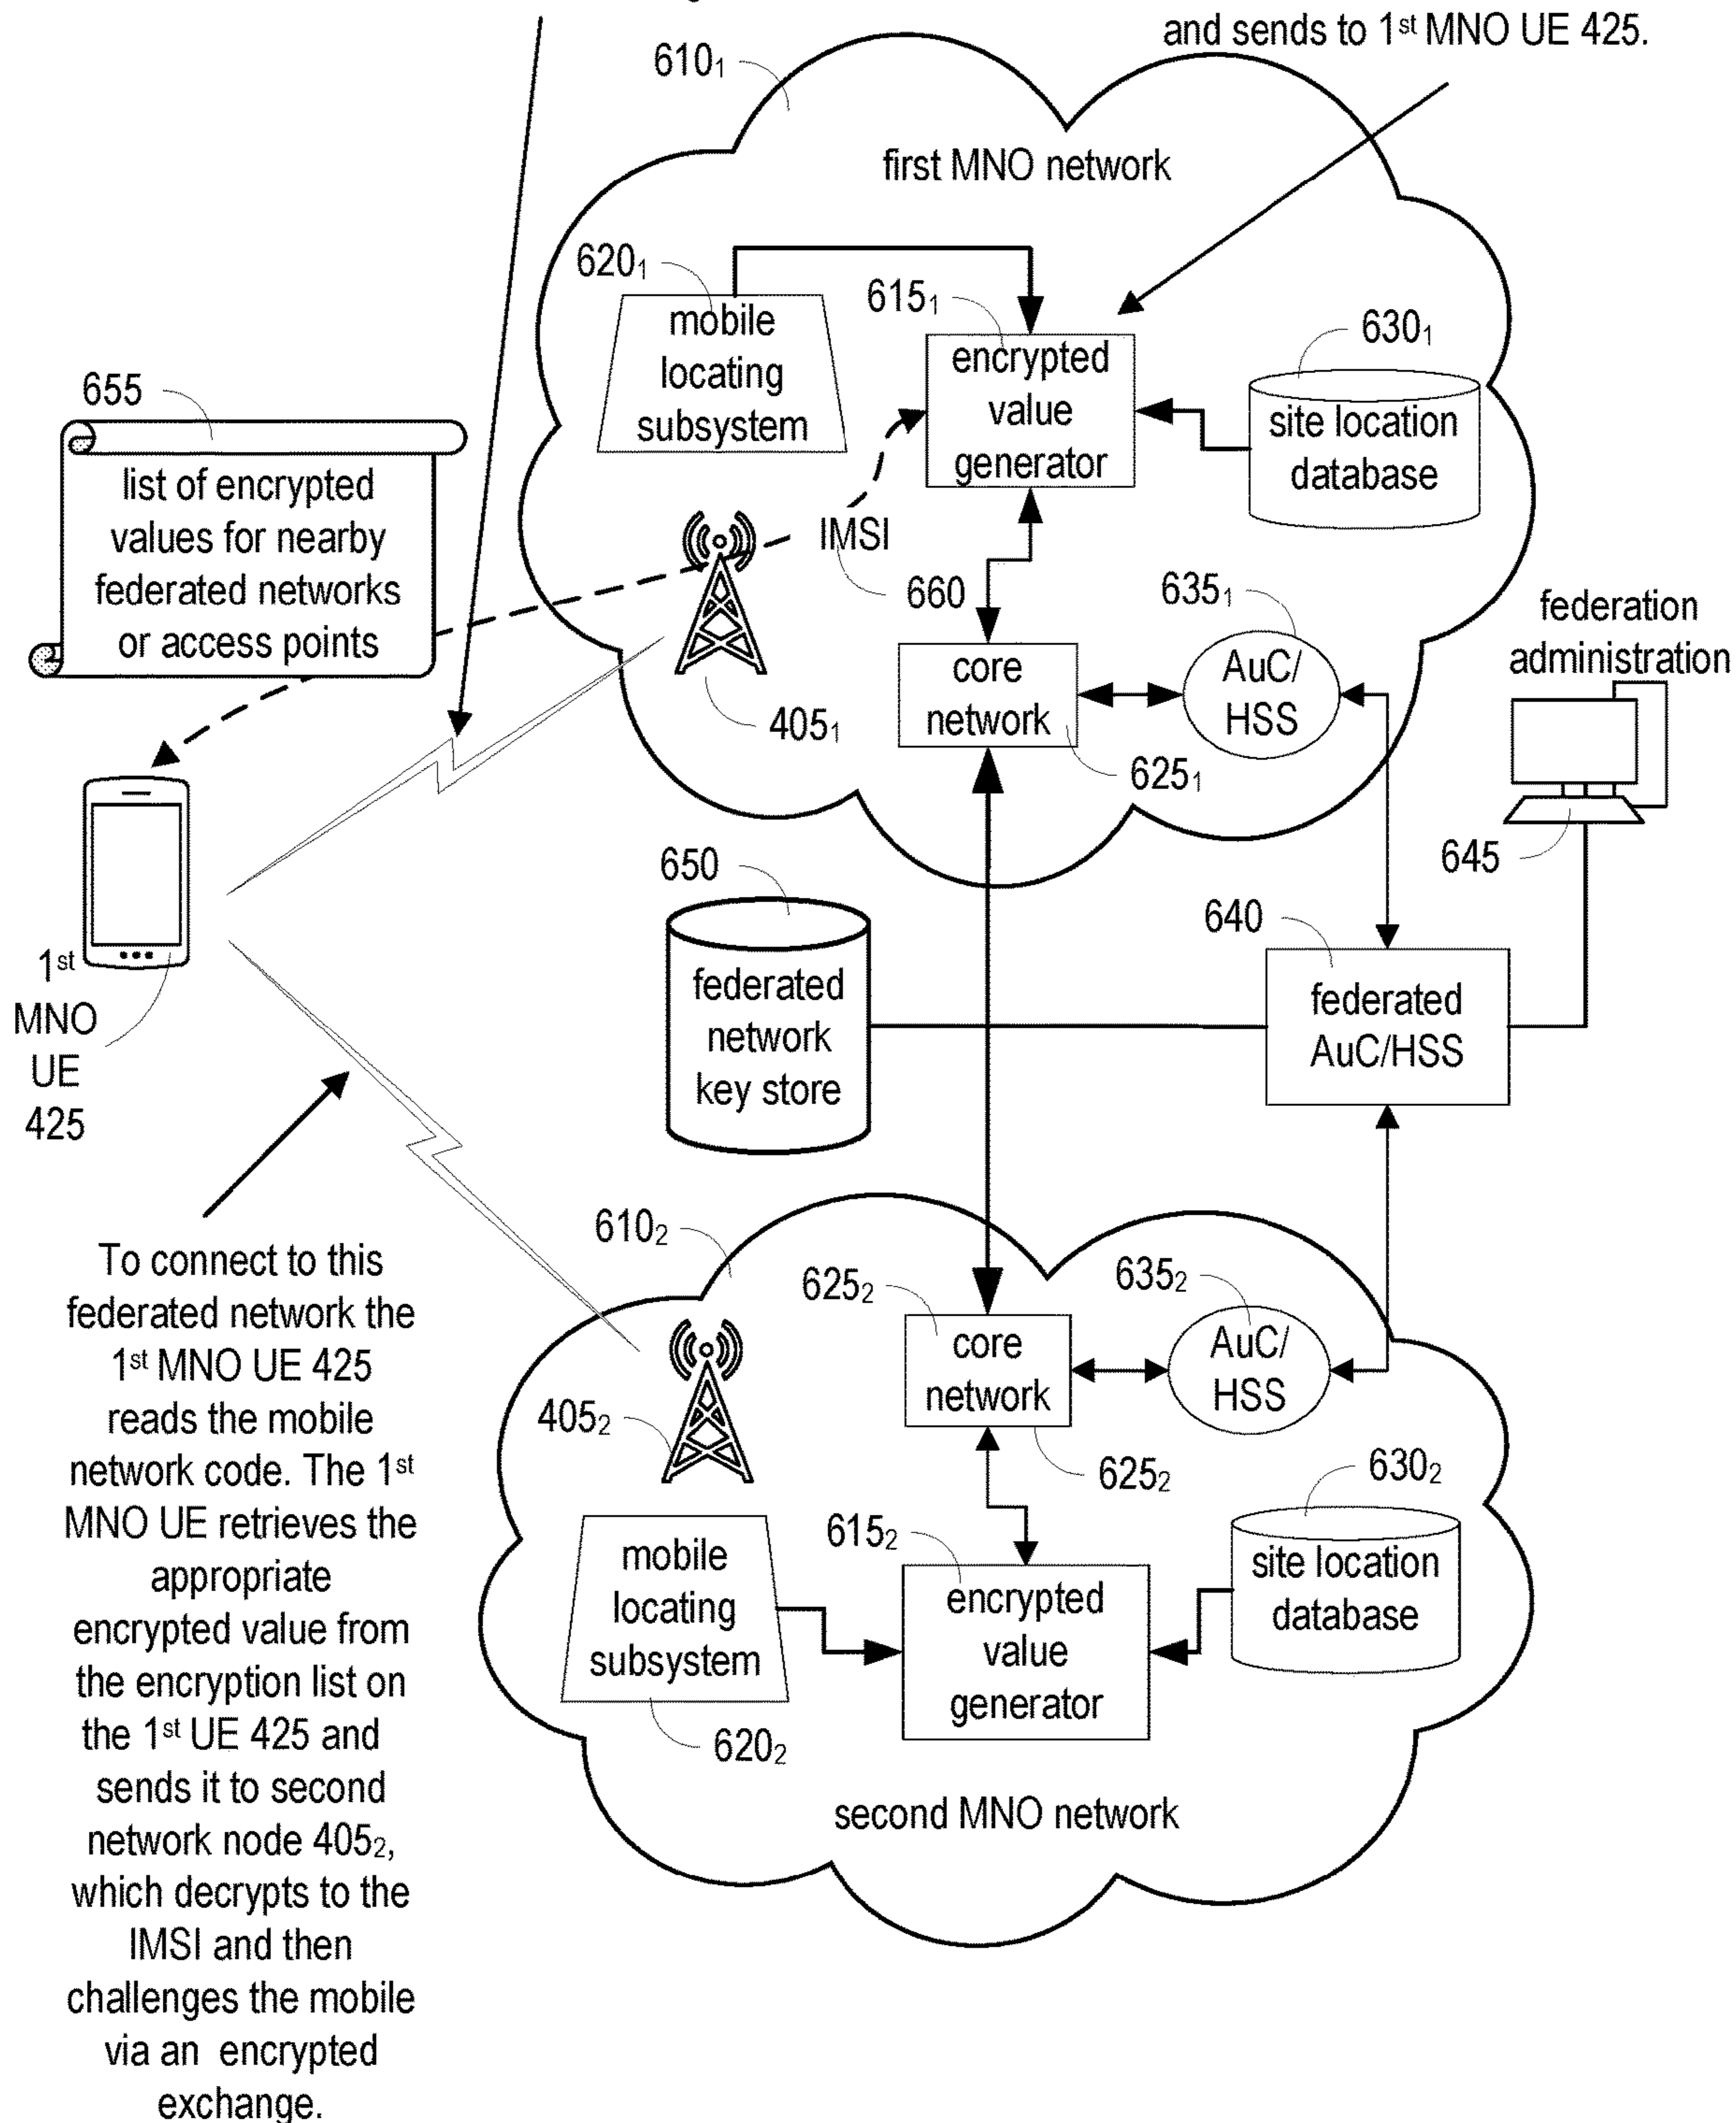 and sends to 1st MNO UE 425.
610₁
first MNO network
620₁
mobile
locating
subsystem
615₁
encrypted
value
generator
630₁
site location
database
655
list of encrypted
values for nearby
federated networks
or access points
IMSI
660
405₁
core
network
625₁
635₁
AuC/
HSS
federation
administration
645
1st
MNO
UE
425
650
federated
network
key store
640
federated
AuC/HSS
To connect to this
federated network the
1st MNO UE 425
reads the mobile
network code. The 1st
MNO UE retrieves the
appropriate
encrypted value from
the encryption list on
the 1st UE 425 and
sends it to second
network node 405₂,
which decrypts to the
IMSI and then
challenges the mobile
via an encrypted
exchange.
610₂
625₂
core
network
625₂
635₂
AuC/
HSS
405₂
mobile
locating
subsystem
620₂
615₂
encrypted
value
generator
630₂
site location
database
second MNO network